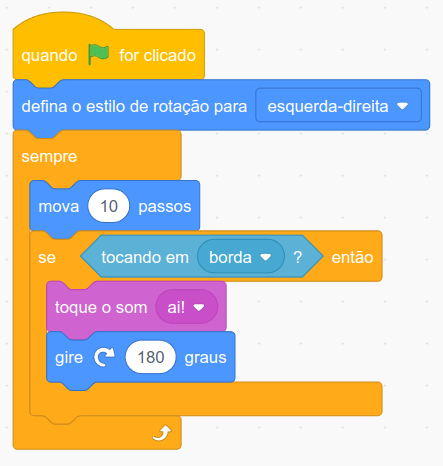 quando for clicado
defina o estilo de rotação para esquerda-direita
sempre
mova 10 passos
se tocando em borda ? então
toque o som ai!
gire 180 graus